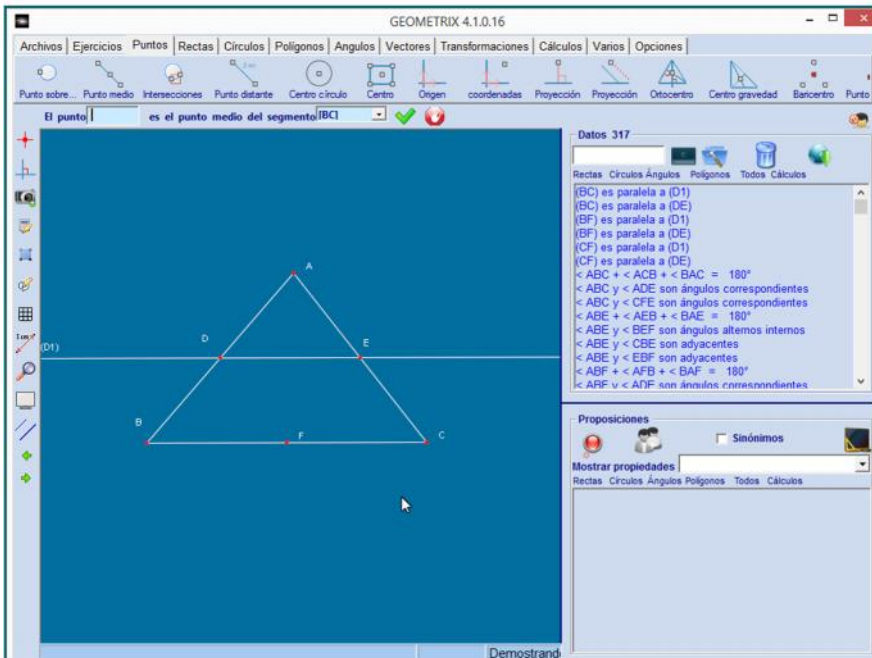 GEOMETRIX 4.1.0.16
Archivos Ejercicios Puntos Rectas Círculos Polígonos Angulos Vectores Transformaciones Cálculos Varios Opciones
Punto sobre... Punto medio Intersecciones Punto distante Centro círculo Centro Origen coordenadas Proyección Proyección Ortocentro Centro gravedad Baricentro Punto
El punto es el punto medio del segmento [BC]
Datos 317
Rectas Círculos Ángulos Polígonos Todos Cálculos
(BC) es paralela a (D1)
(BC) es paralela a (DE)
(BF) es paralela a (D1)
(BF) es paralela a (DE)
(CF) es paralela a (D1)
(CF) es paralela a (DE)
< ABC + < ACB + < BAC = 180°
< ABC y < ADE son ángulos correspondientes
< ABC y < CFE son ángulos correspondientes
< ABE + < AEB + < BAE = 180°
< ABE y < BEF son ángulos alternos internos
< ABE y < CBE son adyacentes
< ABE y < EBF son adyacentes
< ABF + < AFB + < BAF = 180°
< ABF y < ADE son ángulos correspondientes
A
D
E
(D1)
B
F
C
Proposiciones
Sinónimos
Mostrar propiedades
Rectas Círculos Ángulos Polígonos Todos Cálculos
Demostrand